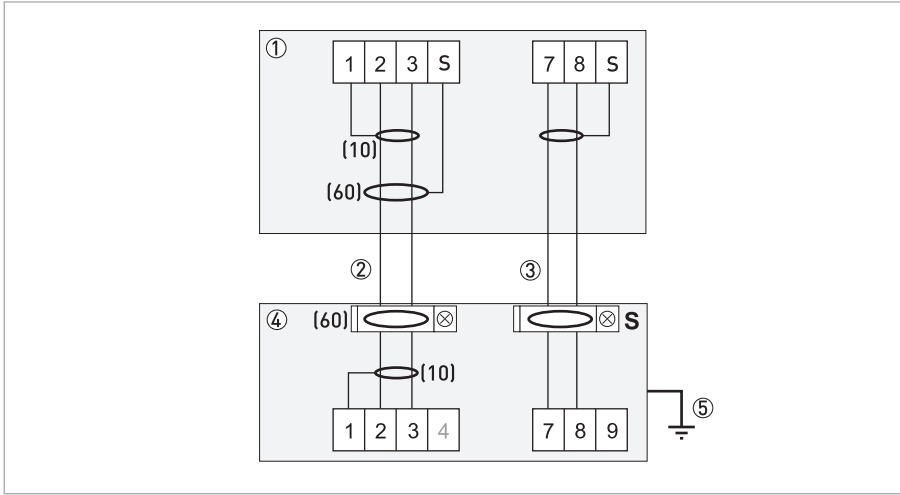 ① 1 2 3 S 7 8 S
(10)
(60)
② ③
④ (60) S
(10)
⑤
1 2 3 4 7 8 9